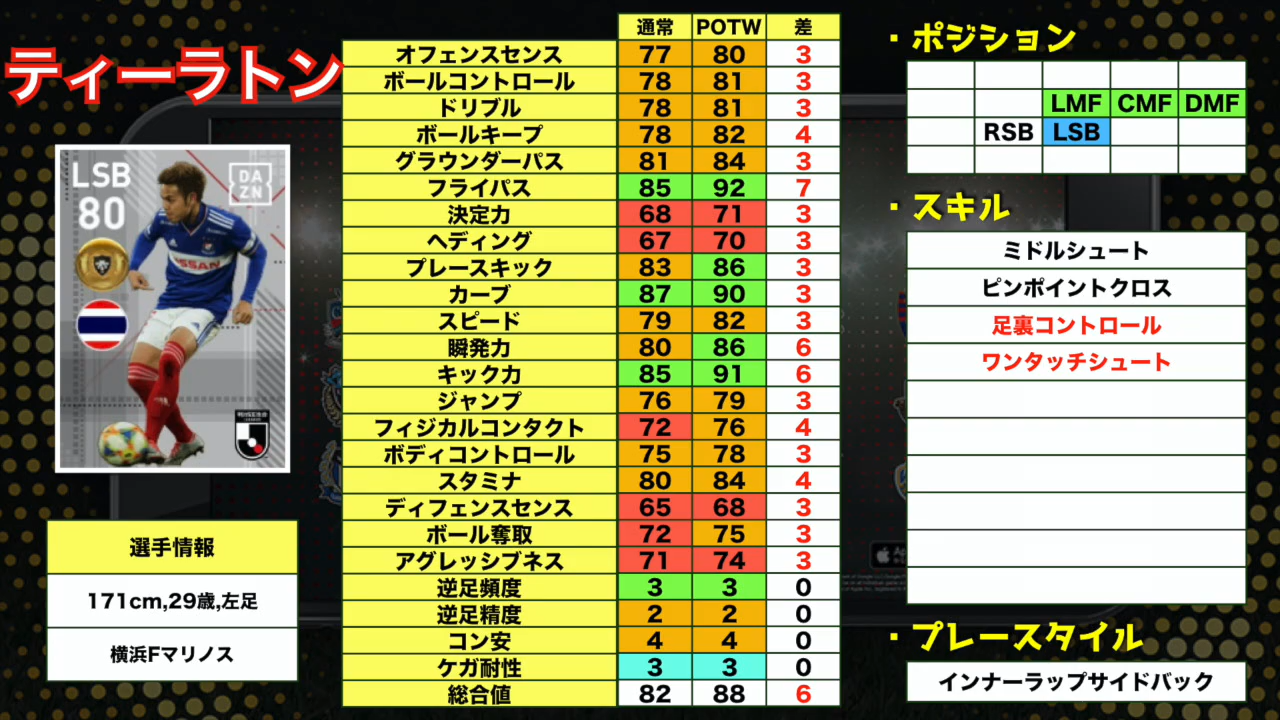 ティーラトン
LSB
80
DA
ZN
NISSAN
選手情報
171cm,29歳,左足
横浜Fマリノス
通常 POTW 差
オフェンスセンス 77 80 3
ボールコントロール 78 81 3
ドリブル 78 81 3
ボールキープ 78 82 4
グラウンダーパス 81 84 3
フライパス 85 92 7
決定力 68 71 3
ヘディング 67 70 3
プレースキック 83 86 3
カーブ 87 90 3
スピード 79 82 3
瞬発力 80 86 6
キック力 85 91 6
ジャンプ 76 79 3
フィジカルコンタクト 72 76 4
ボディコントロール 75 78 3
スタミナ 80 84 4
ディフェンスセンス 65 68 3
ボール奪取 72 75 3
アグレッシブネス 71 74 3
逆足頻度 3 3 0
逆足精度 2 2 0
コン安 4 4 0
ケガ耐性 3 3 0
総合値 82 88 6
・ポジション
LMF CMF DMF
RSB LSB
・スキル
ミドルシュート
ピンポイントクロス
足裏コントロール
ワンタッチシュート
・プレースタイル
インナーラップサイドバック